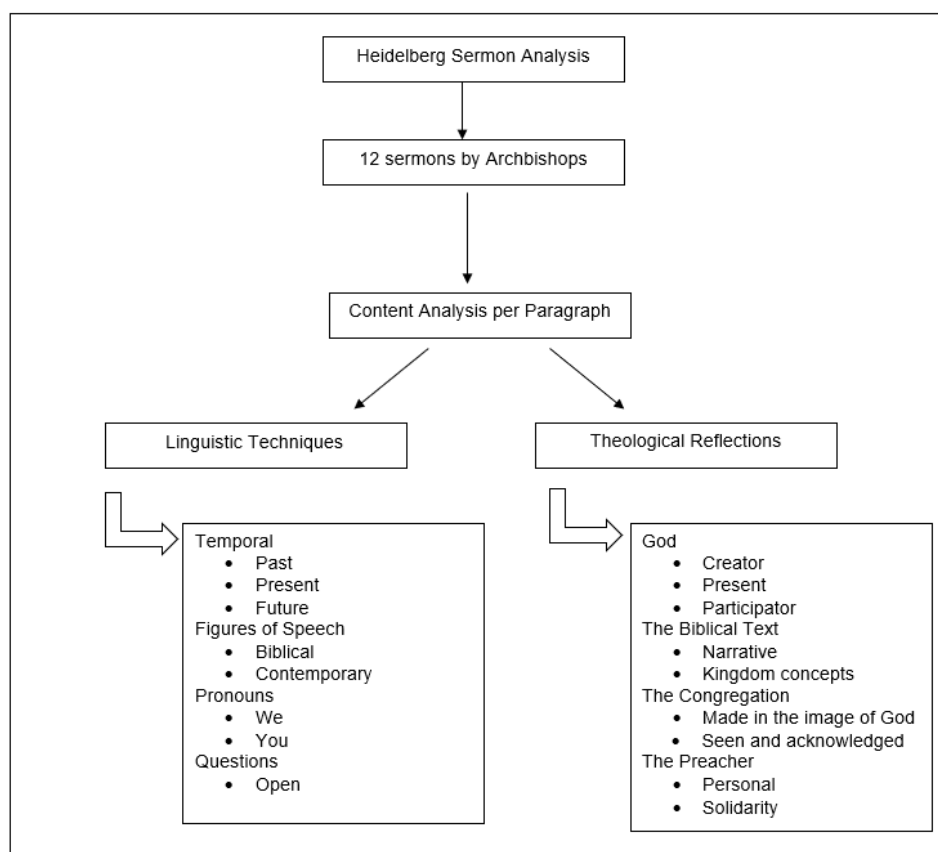 Heidelberg Sermon Analysis
12 sermons by Archbishops
Content Analysis per Paragraph
Linguistic Techniques
Theological Reflections
Temporal
• Past
• Present
• Future
Figures of Speech
• Biblical
• Contemporary
Pronouns
• We
• You
Questions
• Open
God
• Creator
• Present
• Participator
The Biblical Text
• Narrative
• Kingdom concepts
The Congregation
• Made in the image of God
• Seen and acknowledged
The Preacher
• Personal
• Solidarity